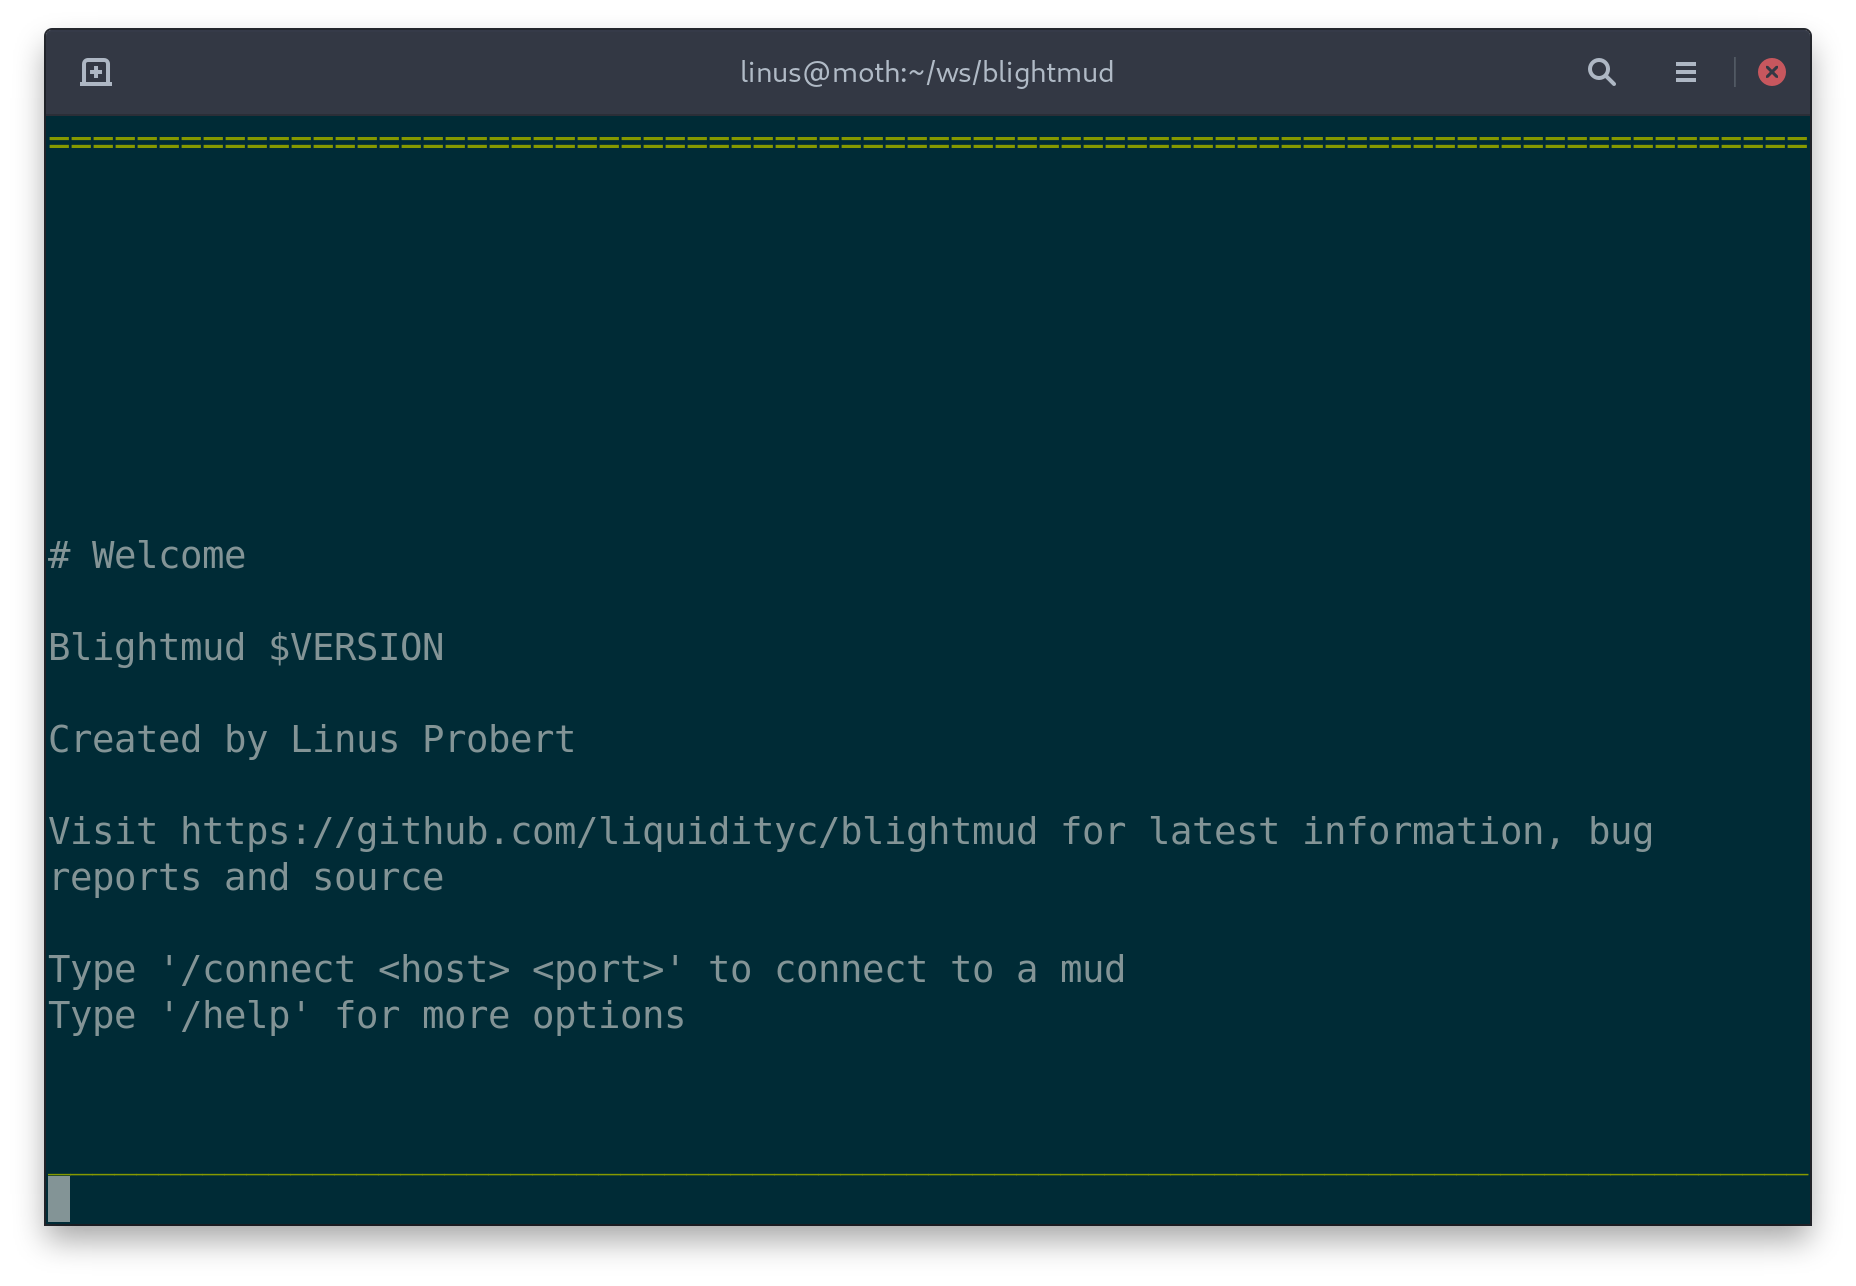 linus@moth:~/ws/blightmud
================================================================================
# Welcome
Blightmud $VERSION
Created by Linus Probert
Visit https://github.com/liquidityc/blightmud for latest information, bug
reports and source
Type '/connect <host> <port>' to connect to a mud
Type '/help' for more options